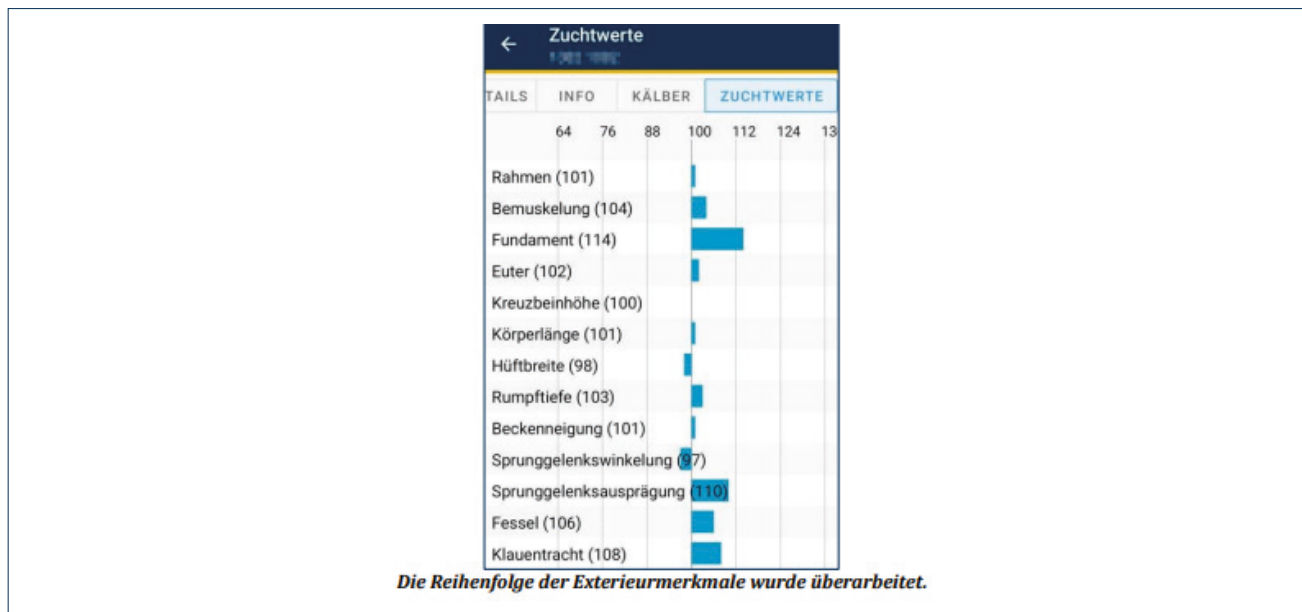 Zuchtwerte
TAILS INFO KÄLBER ZUCHTWERTE
64 76 88 100 112 124 13
Rahmen (101)
Bemuskelung (104)
Fundament (114)
Euter (102)
Kreuzbeinhöhe (100)
Körperlänge (101)
Hüftbreite (98)
Rumpftiefe (103)
Beckenneigung (101)
Sprunggelenkswinkelung (97)
Sprunggelenksausprägung (110)
Fessel (106)
Klauentracht (108)
Die Reihenfolge der Exterieurmerkmale wurde überarbeitet.